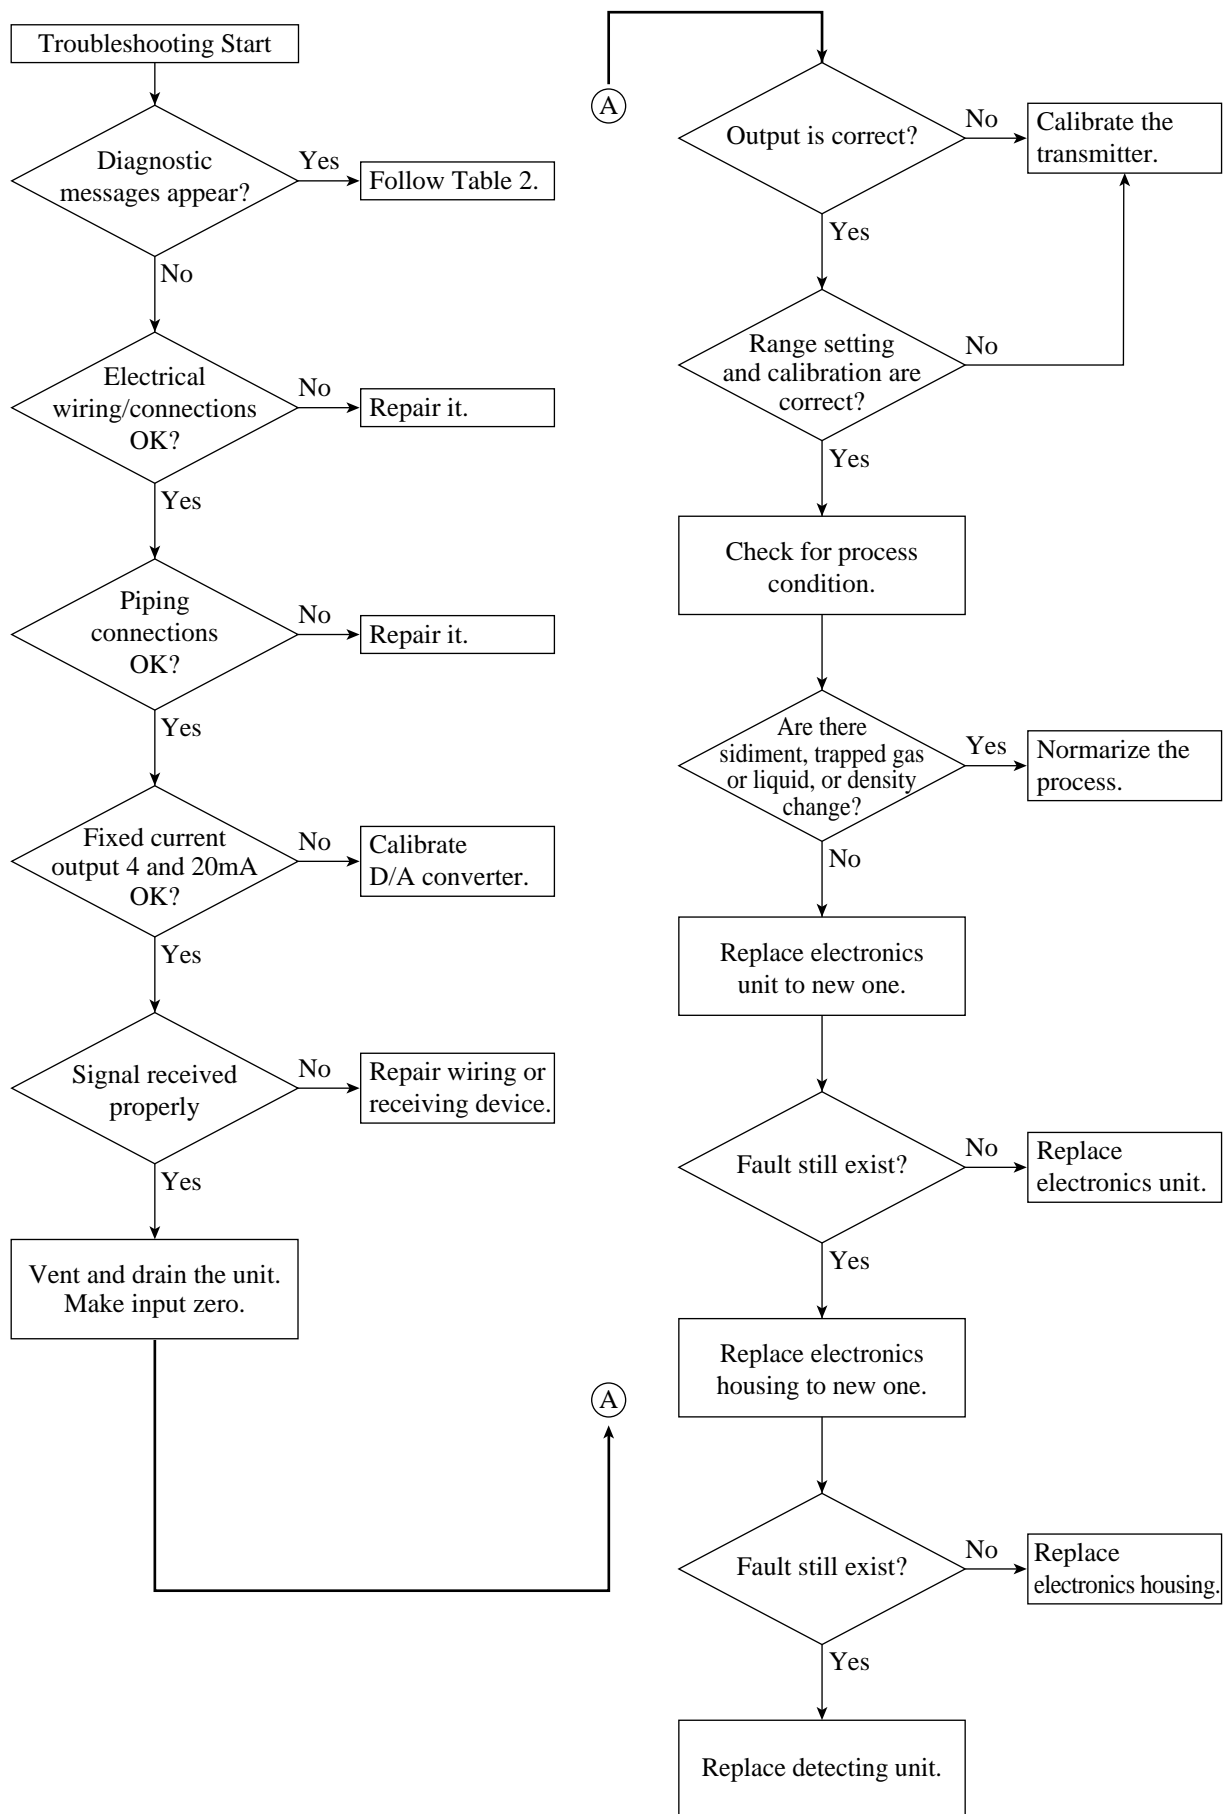 Troubleshooting Start
Diagnostic
messages appear?
Yes
Follow Table 2.
No
Electrical
wiring/connections
OK?
No
Repair it.
Yes
Piping
connections
OK?
No
Repair it.
Yes
Fixed current
output 4 and 20mA
OK?
No
Calibrate
D/A converter.
Yes
Signal received
properly
No
Repair wiring or
receiving device.
Yes
Vent and drain the unit.
Make input zero.
A
A
Output is correct?
No
Calibrate the
transmitter.
Yes
Range setting
and calibration are
correct?
No
Yes
Check for process
condition.
Are there
sidiment, trapped gas
or liquid, or density
change?
Yes
Normarize the
process.
No
Replace electronics
unit to new one.
Fault still exist?
No
Replace
electronics unit.
Yes
Replace electronics
housing to new one.
Fault still exist?
No
Replace
electronics housing.
Yes
Replace detecting unit.